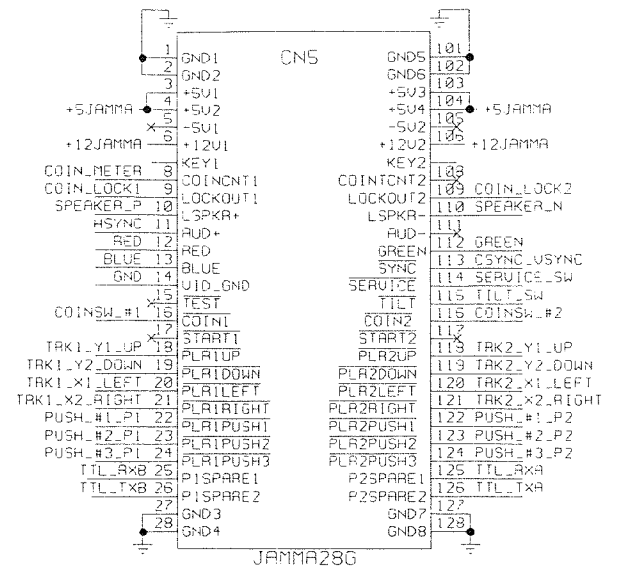 CN5
1 GND1 GND5 101
2 GND2 GND6 102
3 +5V1 +5V3 103
+5JAMMA 4 +5V2 +5V4 104 +5JAMMA
5 -5V1 -5V2 105
+12JAMMA 6 +12V1 +12V2 106 +12JAMMA
KEY1 KEY2
COIN_METER 8 COINCNT1 COINTCNT2 108
COIN_LOCK1 9 LOCKOUT1 LOCKOUT2 109 COIN_LOCK2
SPEAKER_P 10 LSPKR+ LSPKR- 110 SPEAKER_N
HSYNC 11 AUD+ AUD- 111
RED 12 RED GREEN 112 GREEN
BLUE 13 BLUE SYNC 113 CSYNC_VSYNC
GND 14 VID_GND SERVICE 114 SERVICE_SW
15 TEST TILT 115 TILT_SW
COINSW_#1 16 COIN1 COIN2 116 COINSW_#2
17 START1 START2 117
TRK1_Y1_UP 18 PLR1UP PLR2UP 118 TRK2_Y1_UP
TRK1_Y2_DOWN 19 PLR1DOWN PLR2DOWN 119 TRK2_Y2_DOWN
TRK1_X1_LEFT 20 PLR1LEFT PLR2LEFT 120 TRK2_X1_LEFT
TRK1_X2_RIGHT 21 PLR1RIGHT PLR2RIGHT 121 TRK2_X2_RIGHT
PUSH_#1_P1 22 PLR1PUSH1 PLR2PUSH1 122 PUSH_#1_P2
PUSH_#2_P1 23 PLR1PUSH2 PLR2PUSH2 123 PUSH_#2_P2
PUSH_#3_P1 24 PLR1PUSH3 PLR2PUSH3 124 PUSH_#3_P2
TTL_RXB 25 P1SPARE1 P2SPARE1 125 TTL_RXA
TTL_TXB 26 P1SPARE2 P2SPARE2 126 TTL_TXA
27 GND3 GND7 127
28 GND4 GND8 128
JAMMA28G